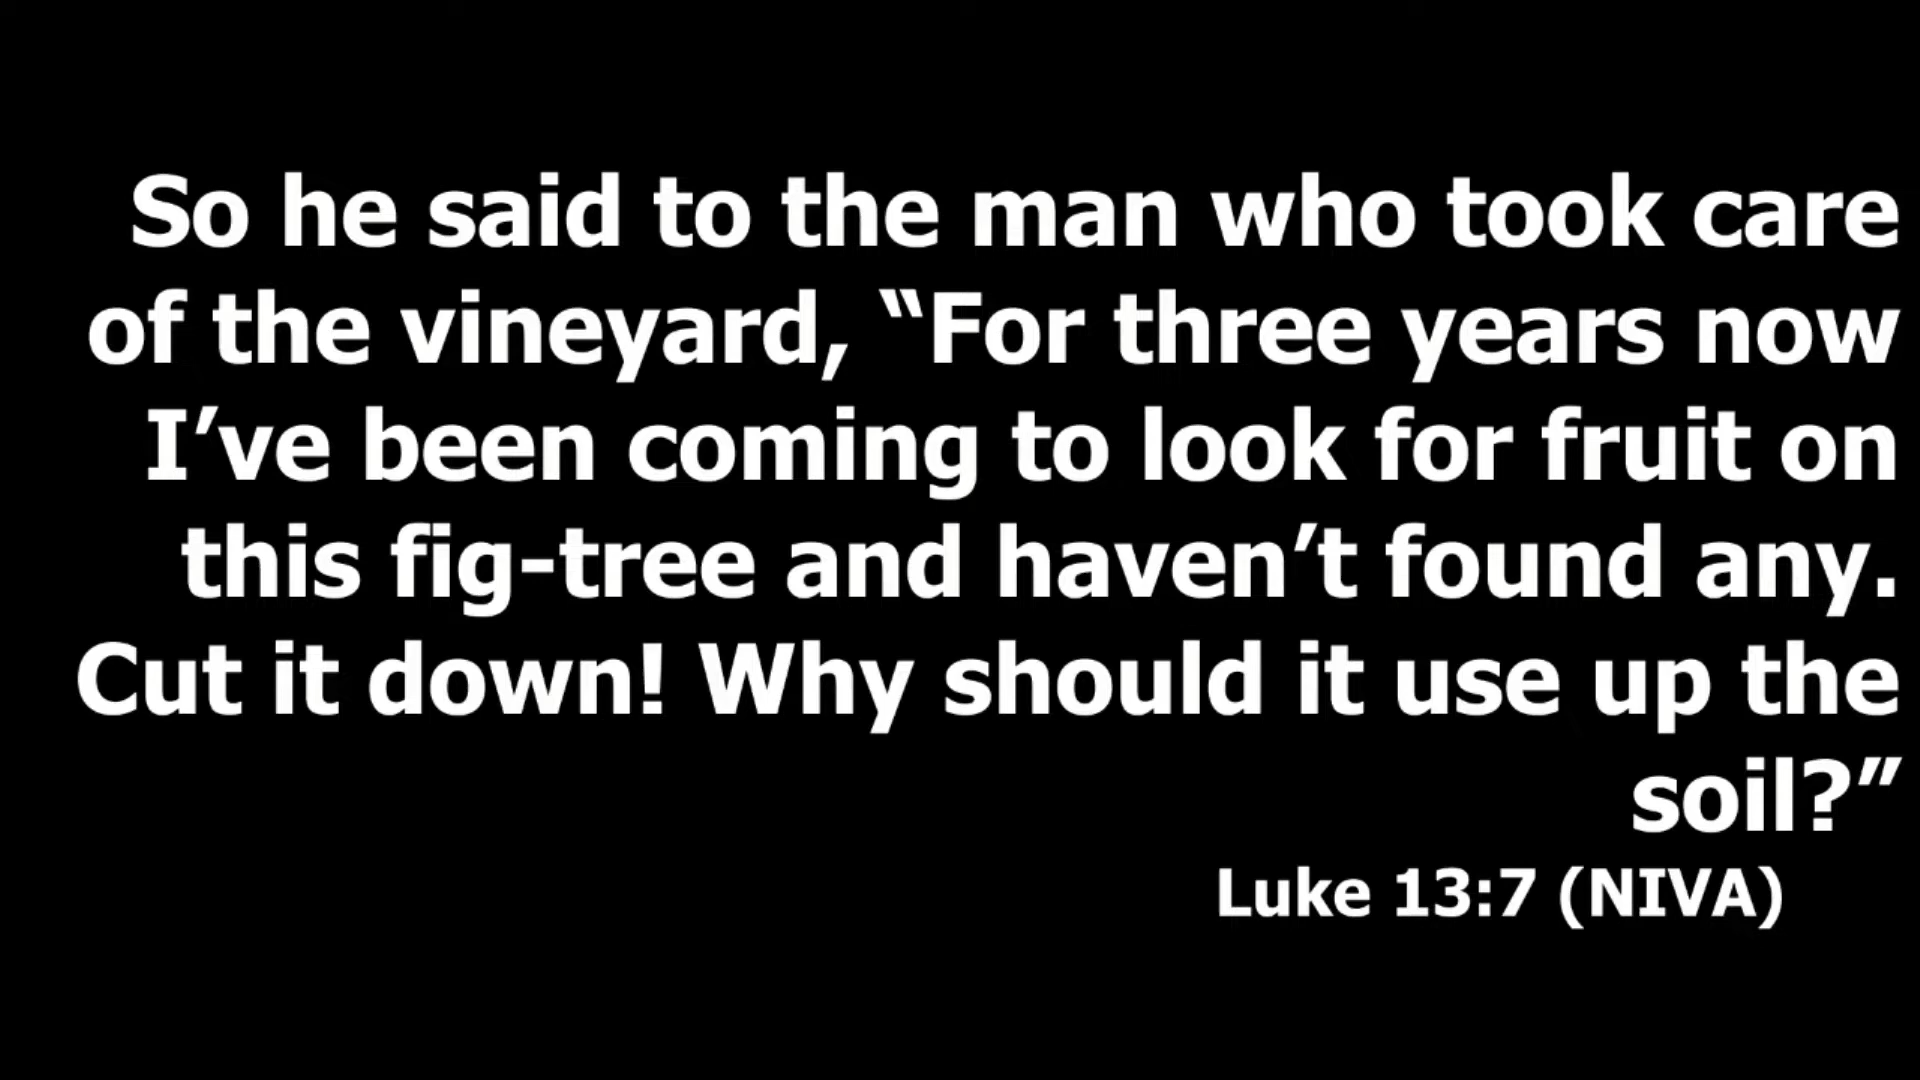 So he said to the man who took care
of the vineyard, “For three years now
I’ve been coming to look for fruit on
this fig-tree and haven’t found any.
Cut it down! Why should it use up the
soil?”
Luke 13:7 (NIVA)